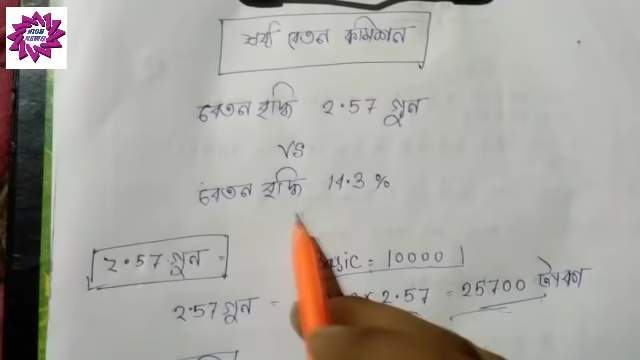 ষষ্ঠ বেতন কমিশন
বেতন বৃদ্ধি 2.57 গুন
VS
বেতন বৃদ্ধি 14.3 %
2.57 গুন =
Basic = 10000
2.57 গুন = × 2.57 = 25700 টাকা